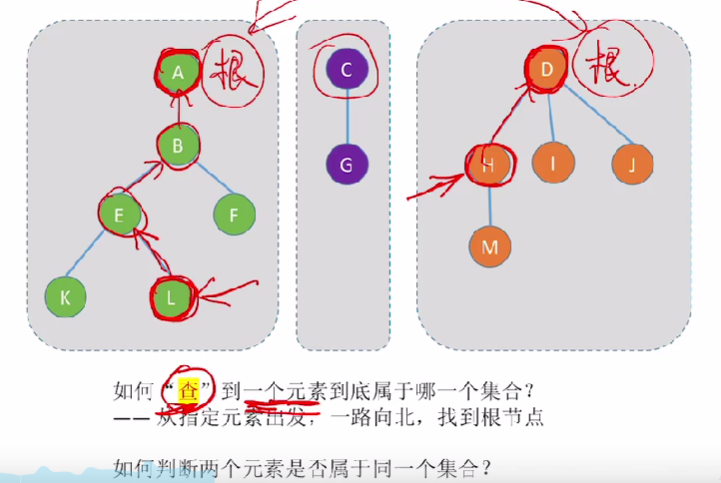 A 根 C D 根
B G H I J
E F M
K L
如何“查”到一个元素到底属于哪一个集合？
—— 从指定元素出发，一路向北，找到根节点
如何判断两个元素是否属于同一个集合？